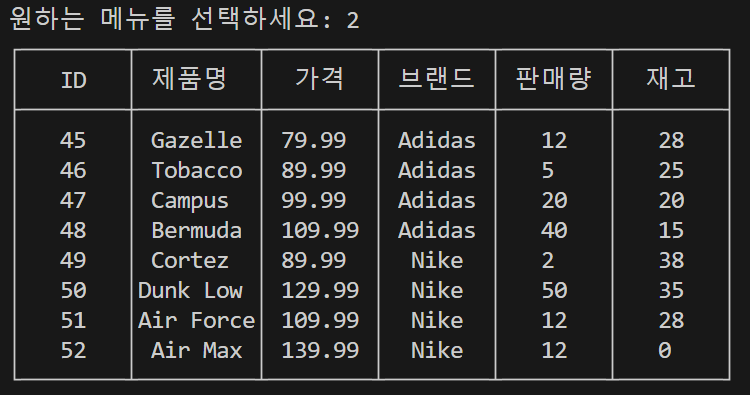 원하는 메뉴를 선택하세요: 2
ID 제품명 가격 브랜드 판매량 재고
45 Gazelle 79.99 Adidas 12 28
46 Tobacco 89.99 Adidas 5 25
47 Campus 99.99 Adidas 20 20
48 Bermuda 109.99 Adidas 40 15
49 Cortez 89.99 Nike 2 38
50 Dunk Low 129.99 Nike 50 35
51 Air Force 109.99 Nike 12 28
52 Air Max 139.99 Nike 12 0